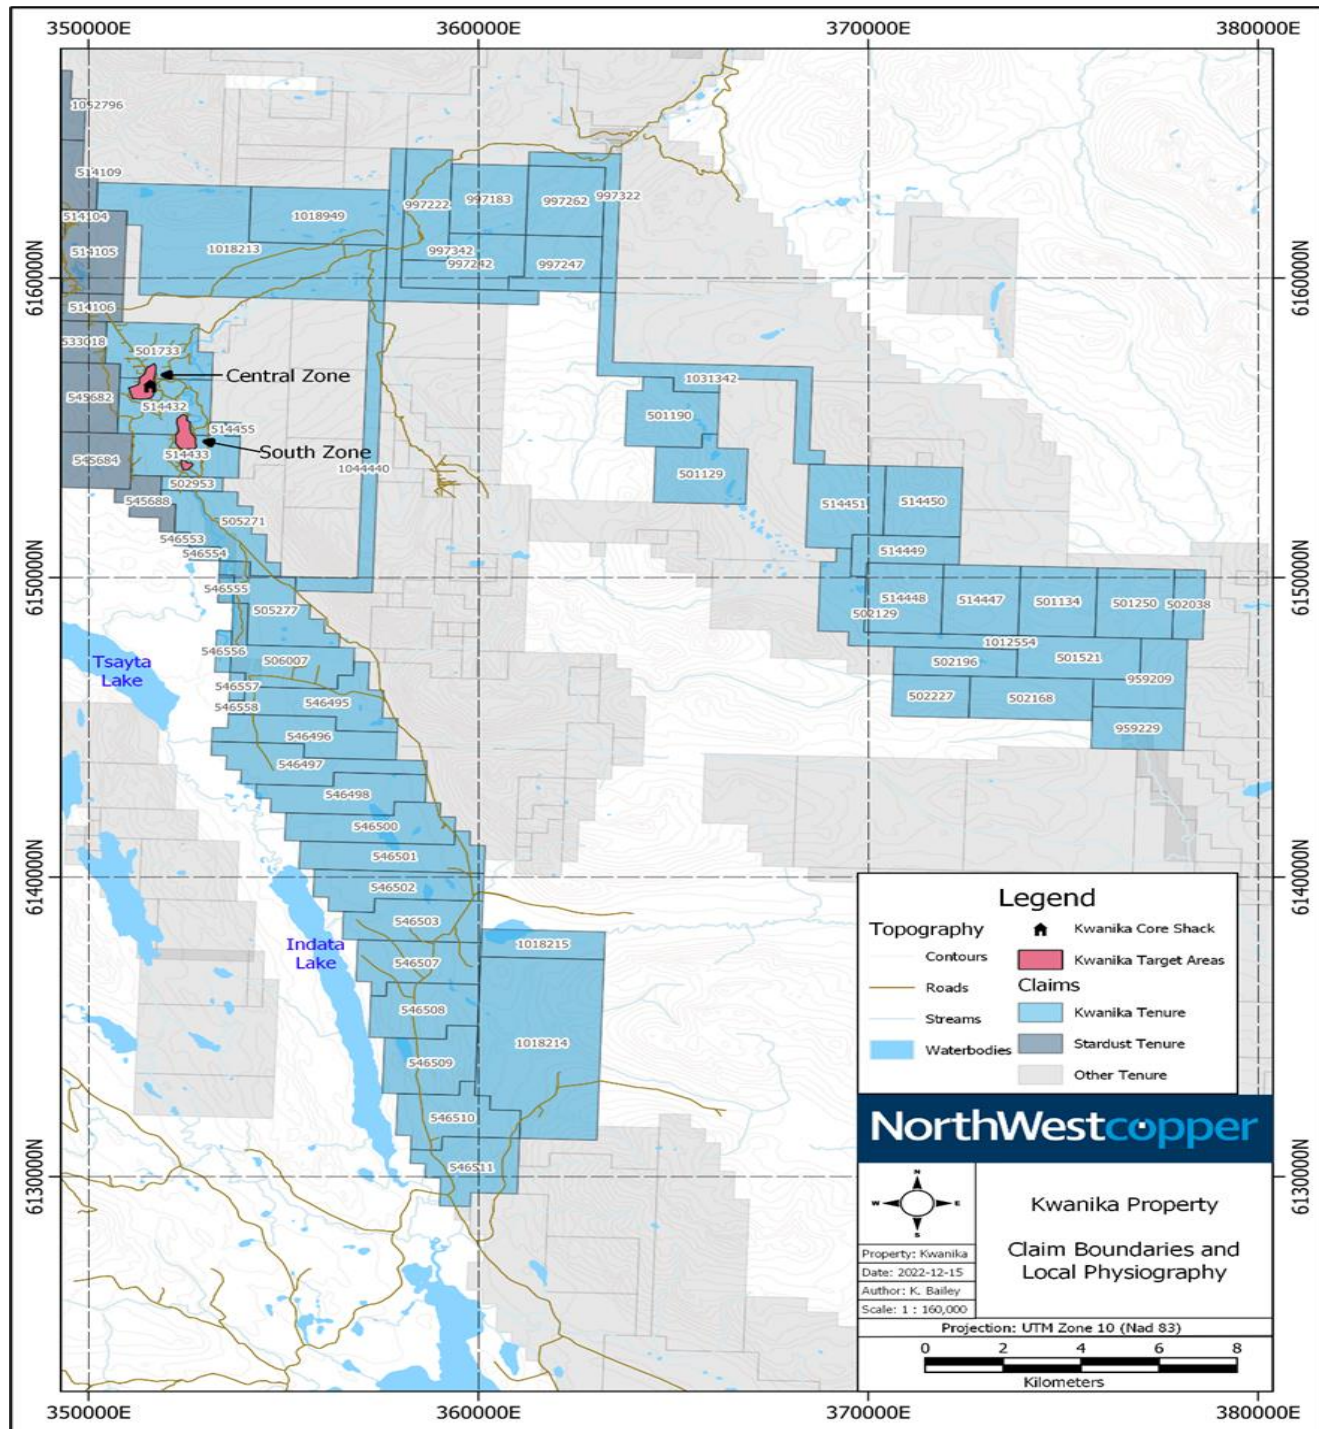 350000E
360000E
370000E
380000E
1052796
514109
514104
1018949
997222
997183
997262
997322
514105
1018213
997342
997242
997247
6160000N
6160000N
514106
533018
501733
Central Zone
1031342
545682
514432
501190
514455
South Zone
545684
514433
1044440
501129
502953
514451
514450
545688
505271
546553
546554
514449
6150000N
6150000N
546555
505277
514448
514447
501134
501250
502038
502129
546556
506007
1012554
Tsayta
Lake
502196
501521
959209
546557
546558
546495
502227
502168
546496
959229
546497
546498
546500
546501
6140000N
6140000N
546502
546503
1018215
Indata
Lake
546507
546508
1018214
546509
546510
546511
6130000N
6130000N
Legend
Topography
Contours
Roads
Streams
Waterbodies
Kwanika Core Shack
Kwanika Target Areas
Claims
Kwanika Tenure
Stardust Tenure
Other Tenure
NorthWestcopper
N
W E
S
Property: Kwanika
Date: 2022-12-15
Author: K. Bailey
Scale: 1 : 160,000
Kwanika Property
Claim Boundaries and
Local Physiography
Projection: UTM Zone 10 (Nad 83)
0 2 4 6 8
Kilometers
350000E
360000E
370000E
380000E